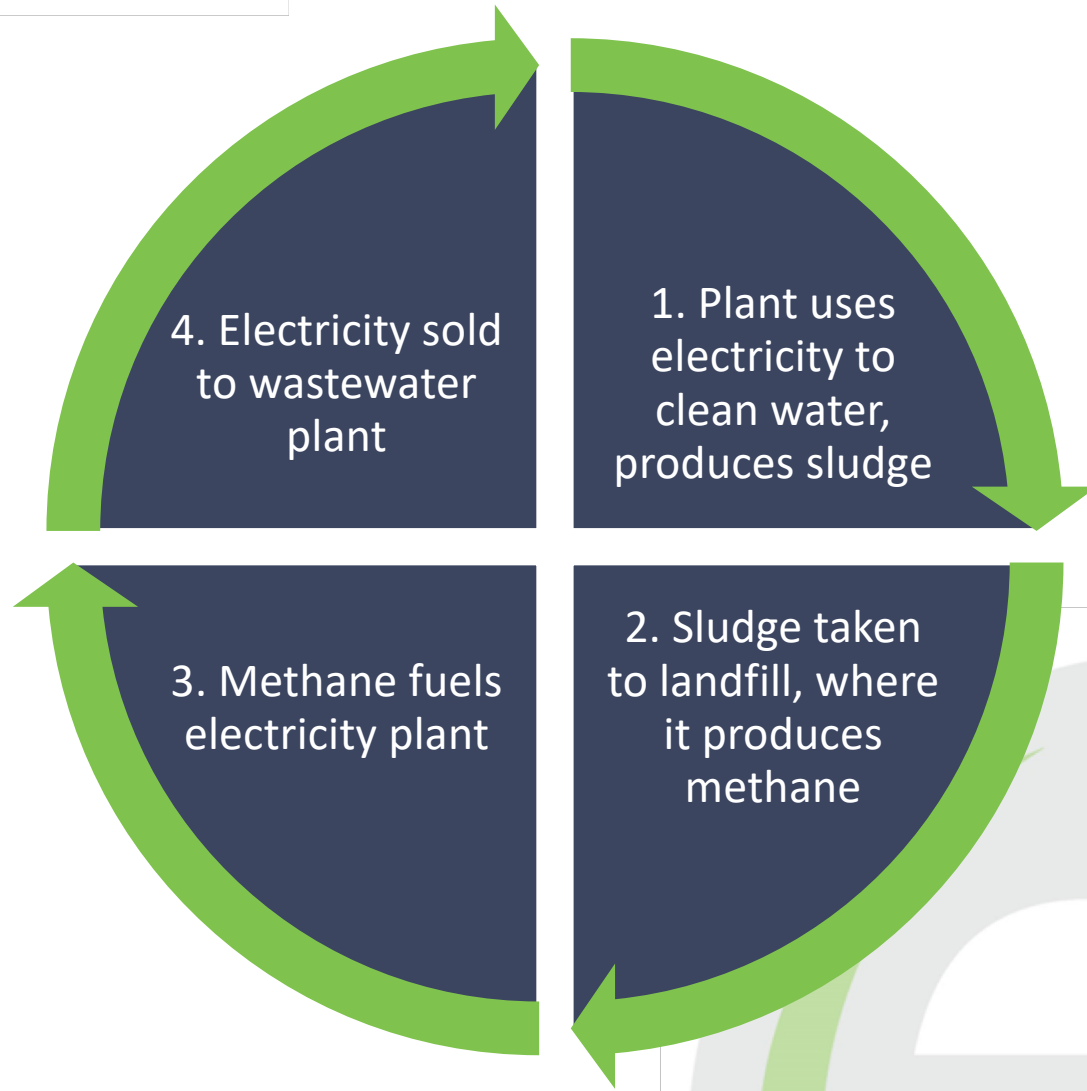 1. Plant uses
electricity to
clean water,
produces sludge
2. Sludge taken
to landfill, where
it produces
methane
3. Methane fuels
electricity plant
4. Electricity sold
to wastewater
plant